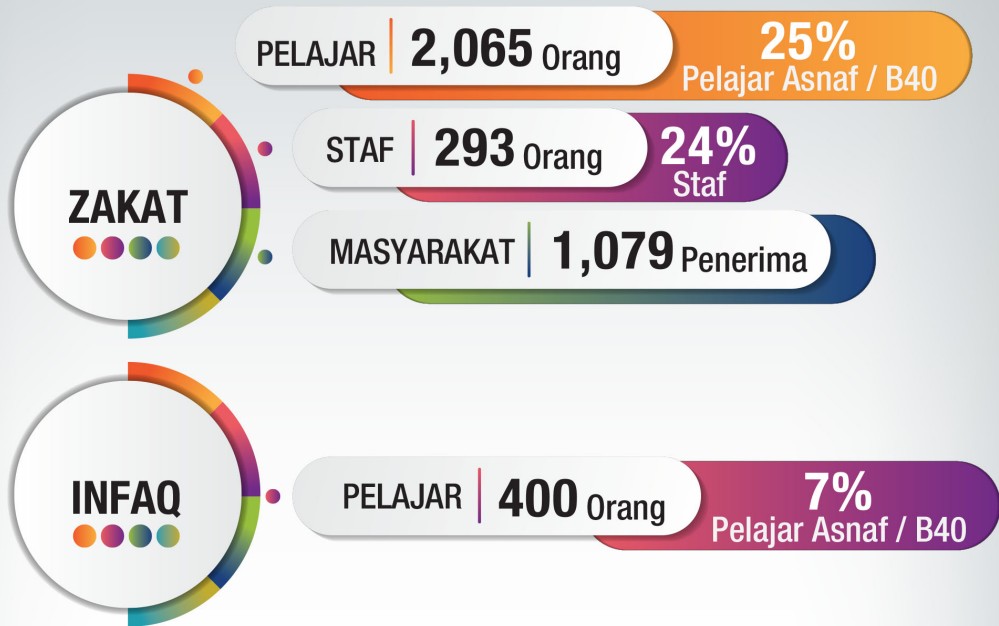 ZAKAT
PELAJAR 2,065 Orang
25%
Pelajar Asnaf / B40
STAF 293 Orang
24%
Staf
MASYARAKAT 1,079 Penerima
INFAQ
PELAJAR 400 Orang
7%
Pelajar Asnaf / B40